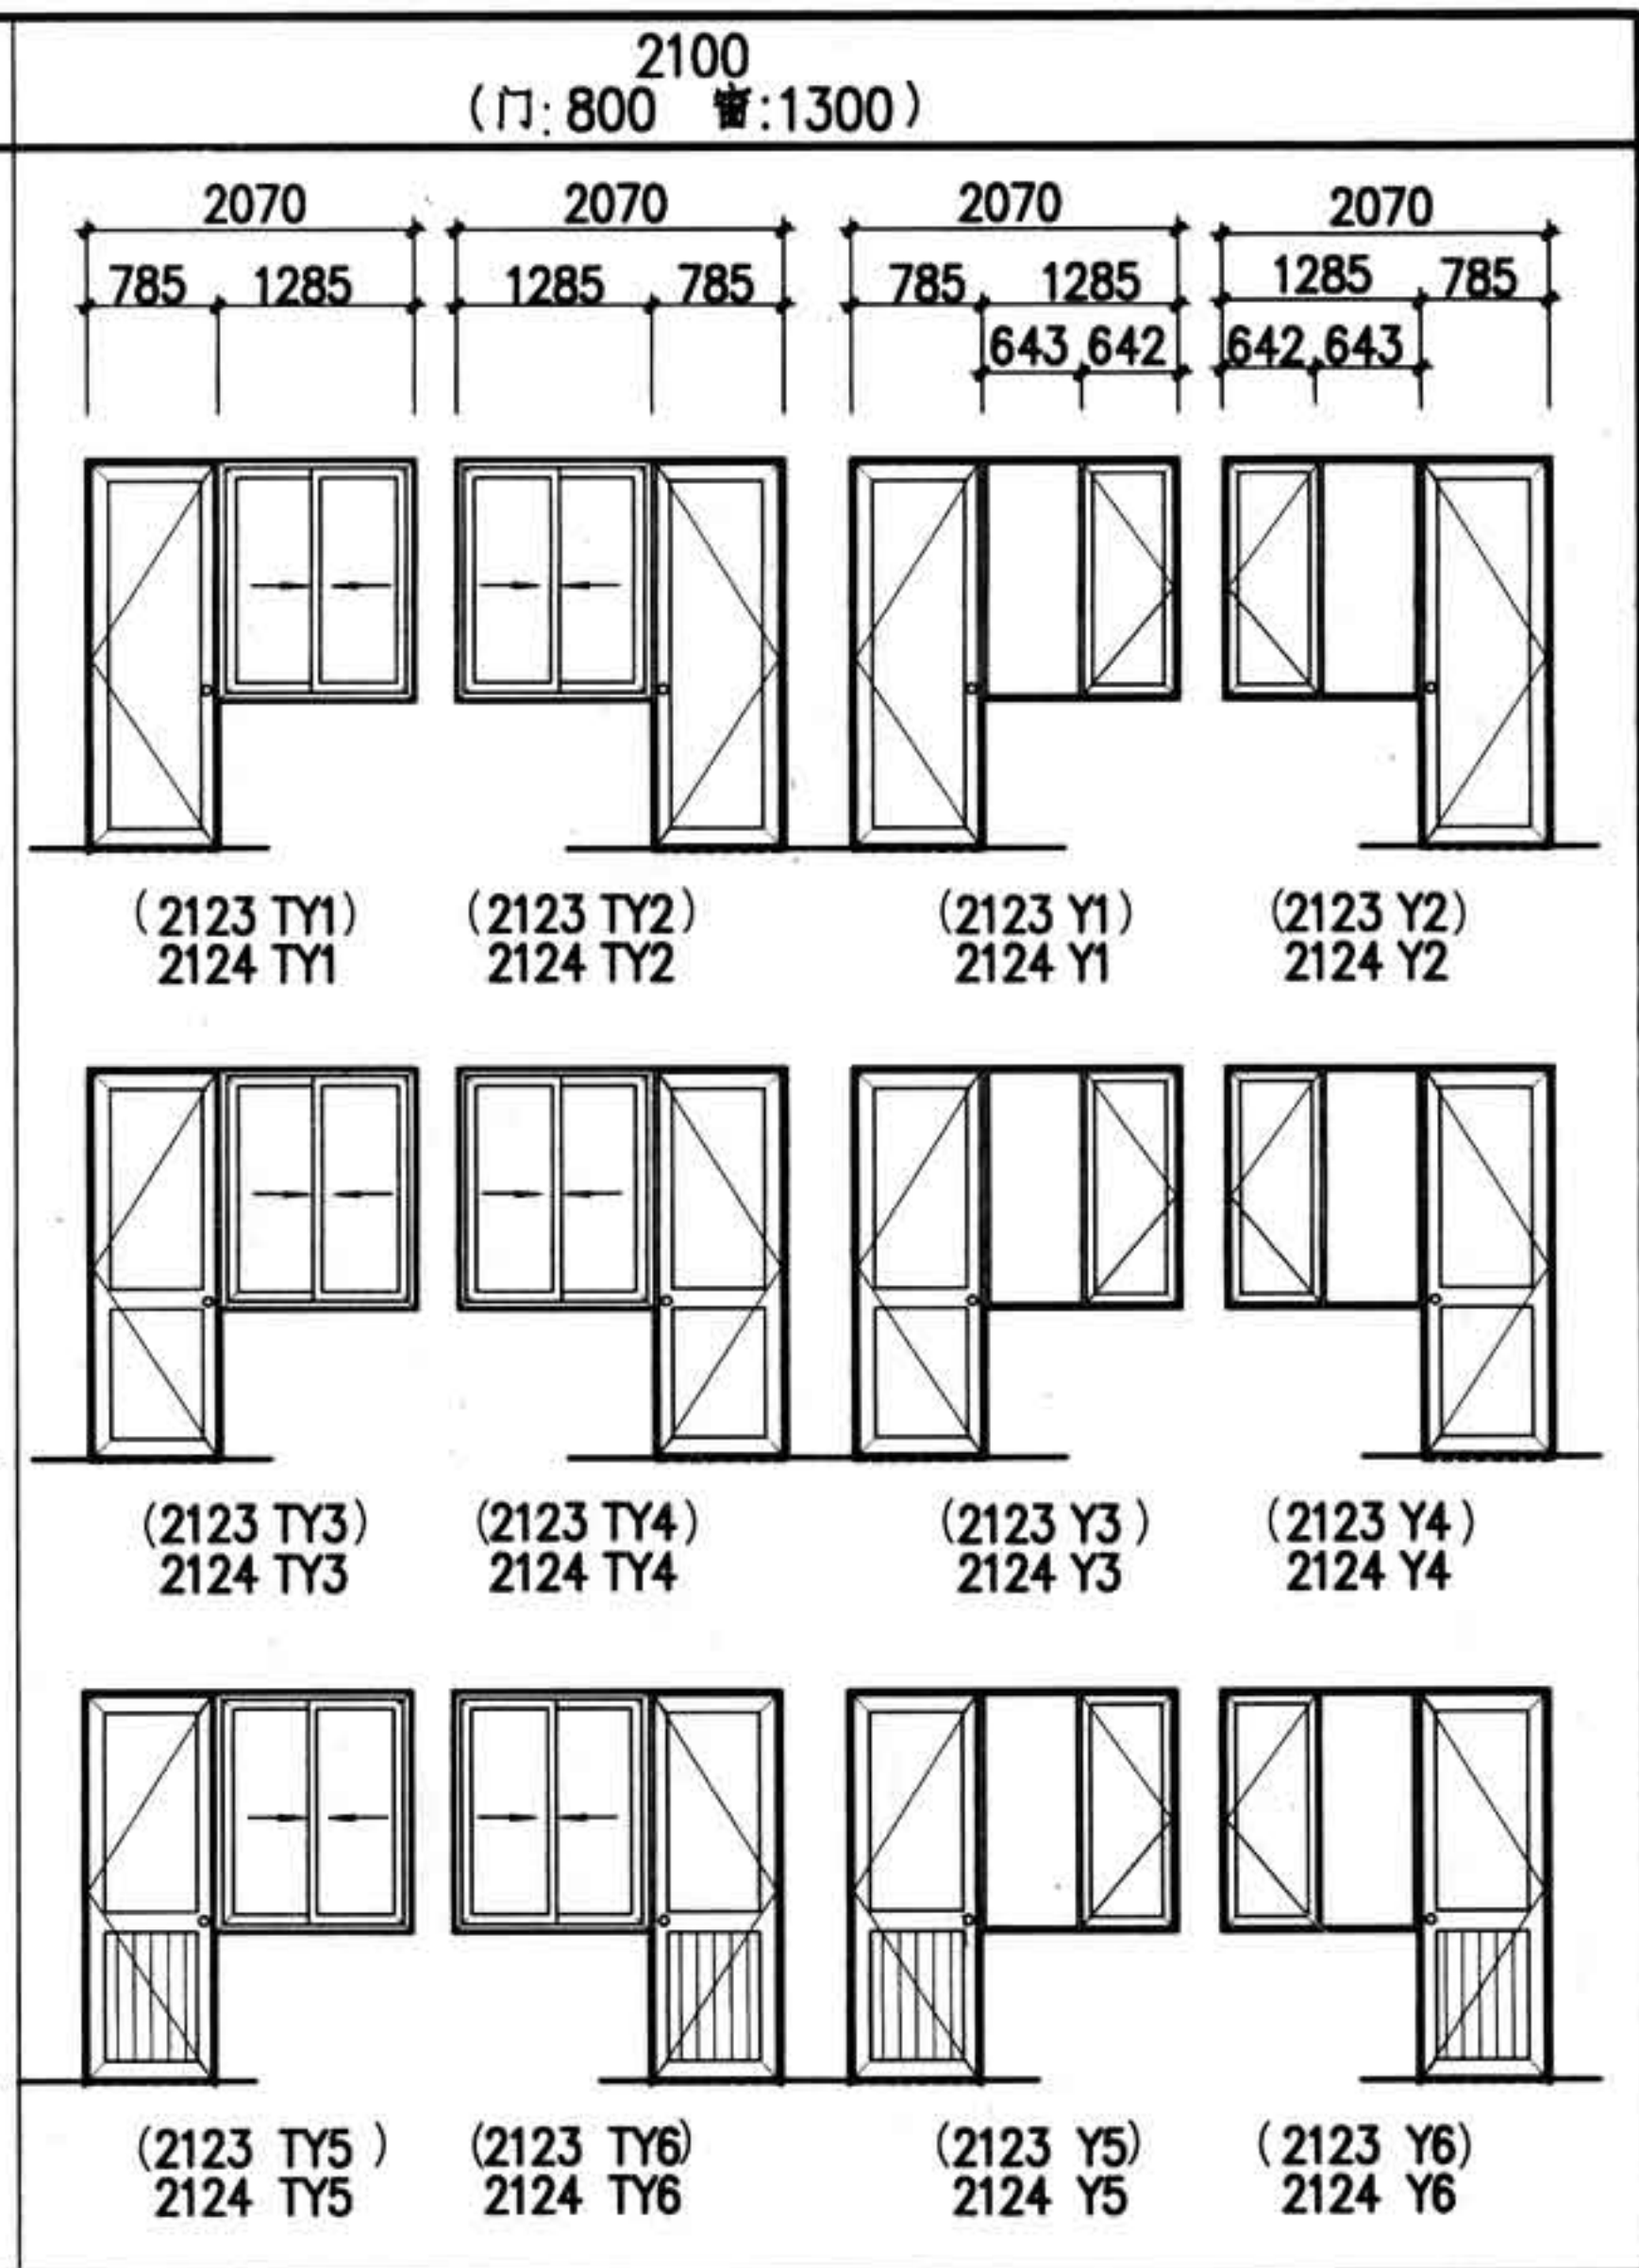 2100
(门:800 窗:1300)
2070 2070 2070 2070
785 1285 1285 785 785 1285 1285 785
643 642 642 643
(2123 TY1) (2123 TY2) (2123 Y1) (2123 Y2)
2124 TY1 2124 TY2 2124 Y1 2124 Y2
(2123 TY3) (2123 TY4) (2123 Y3) (2123 Y4)
2124 TY3 2124 TY4 2124 Y3 2124 Y4
(2123 TY5) (2123 TY6) (2123 Y5) (2123 Y6)
2124 TY5 2124 TY6 2124 Y5 2124 Y6